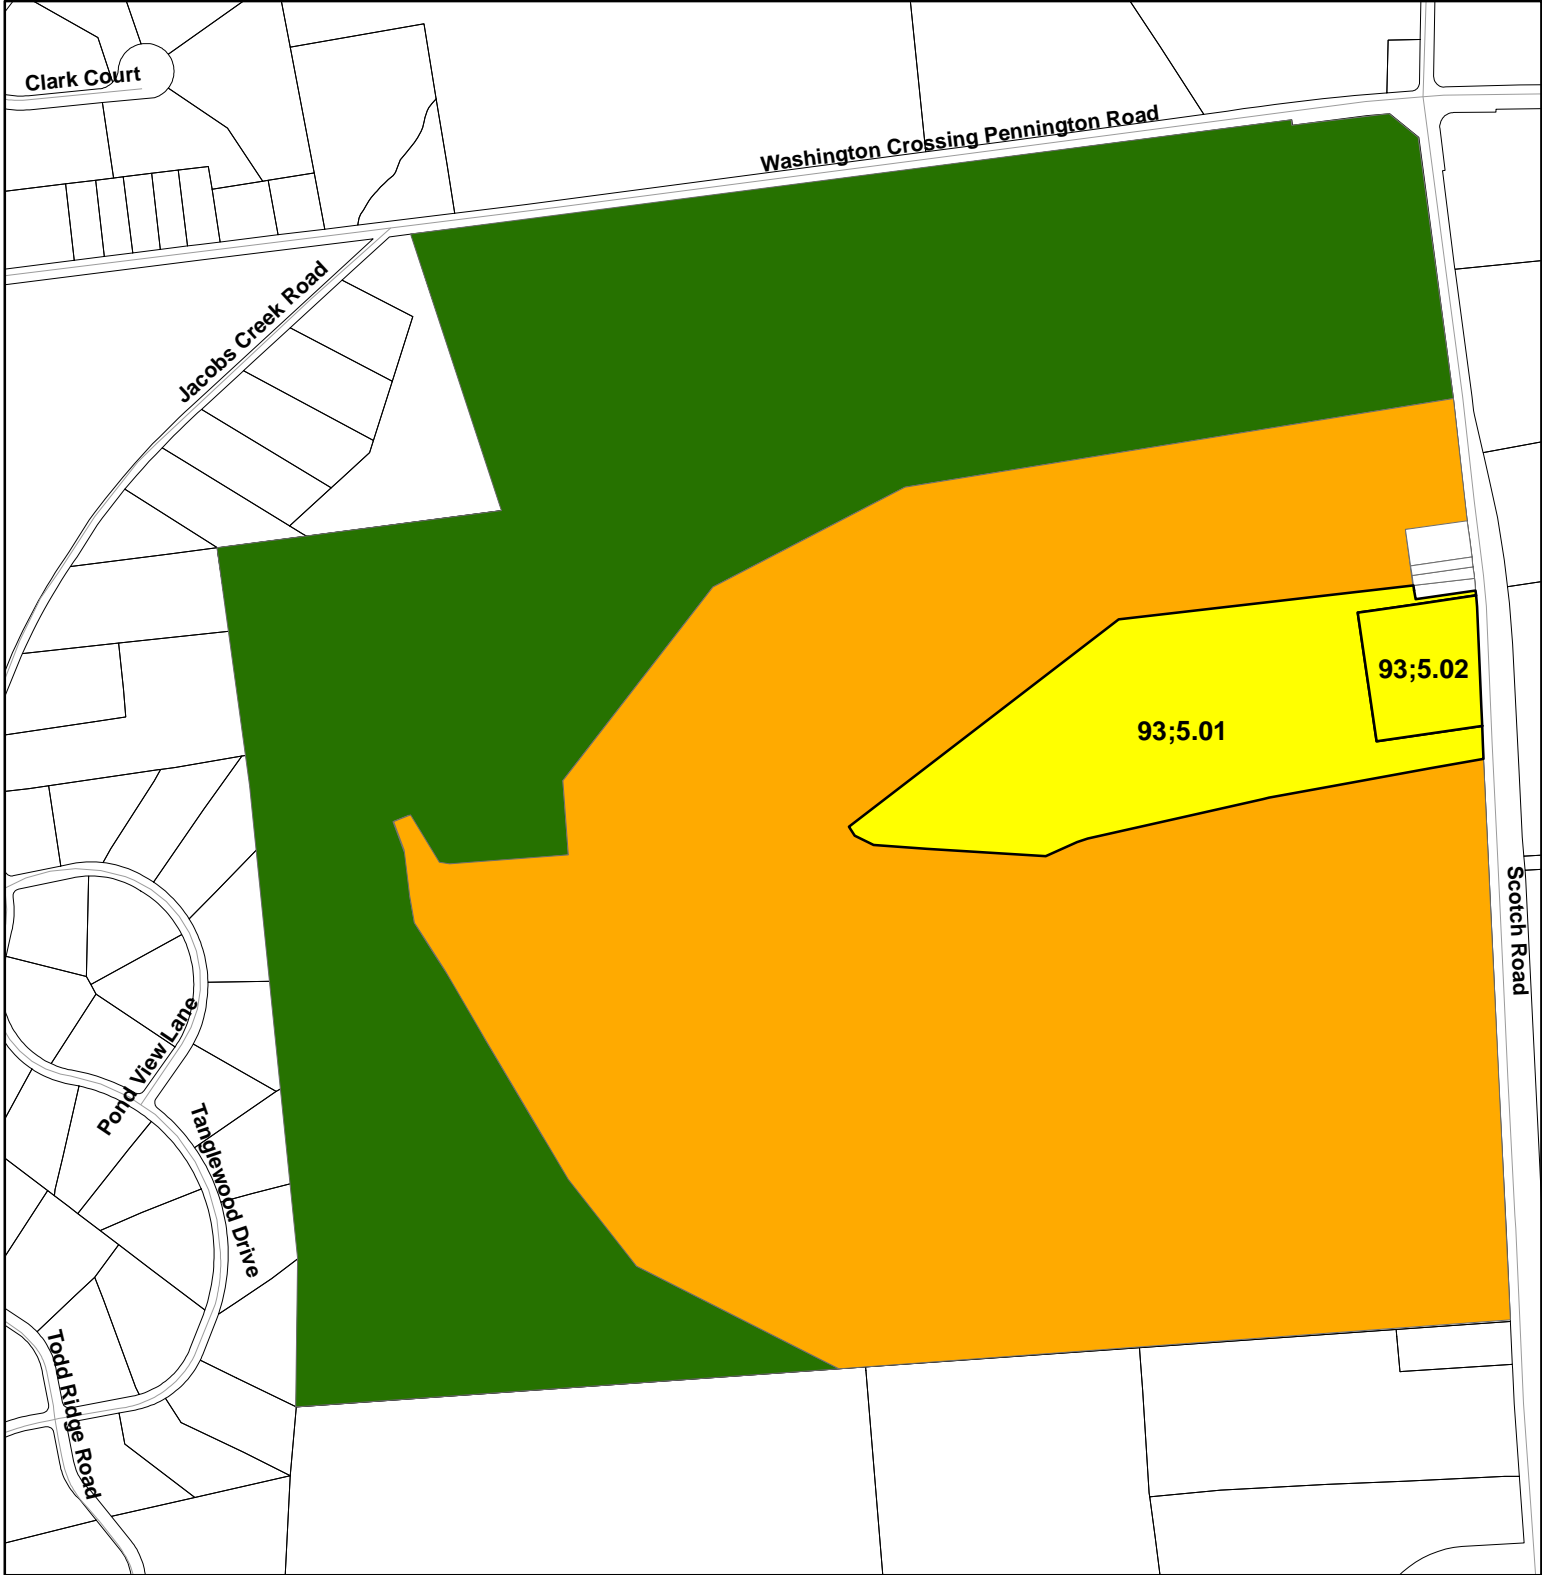 Clark Court
Washington Crossing Pennington Road
Jacobs Creek Road
93;5.02
93;5.01
Scotch Road
Pond View Lane
Tanglewood Drive
Todd Ridge Road